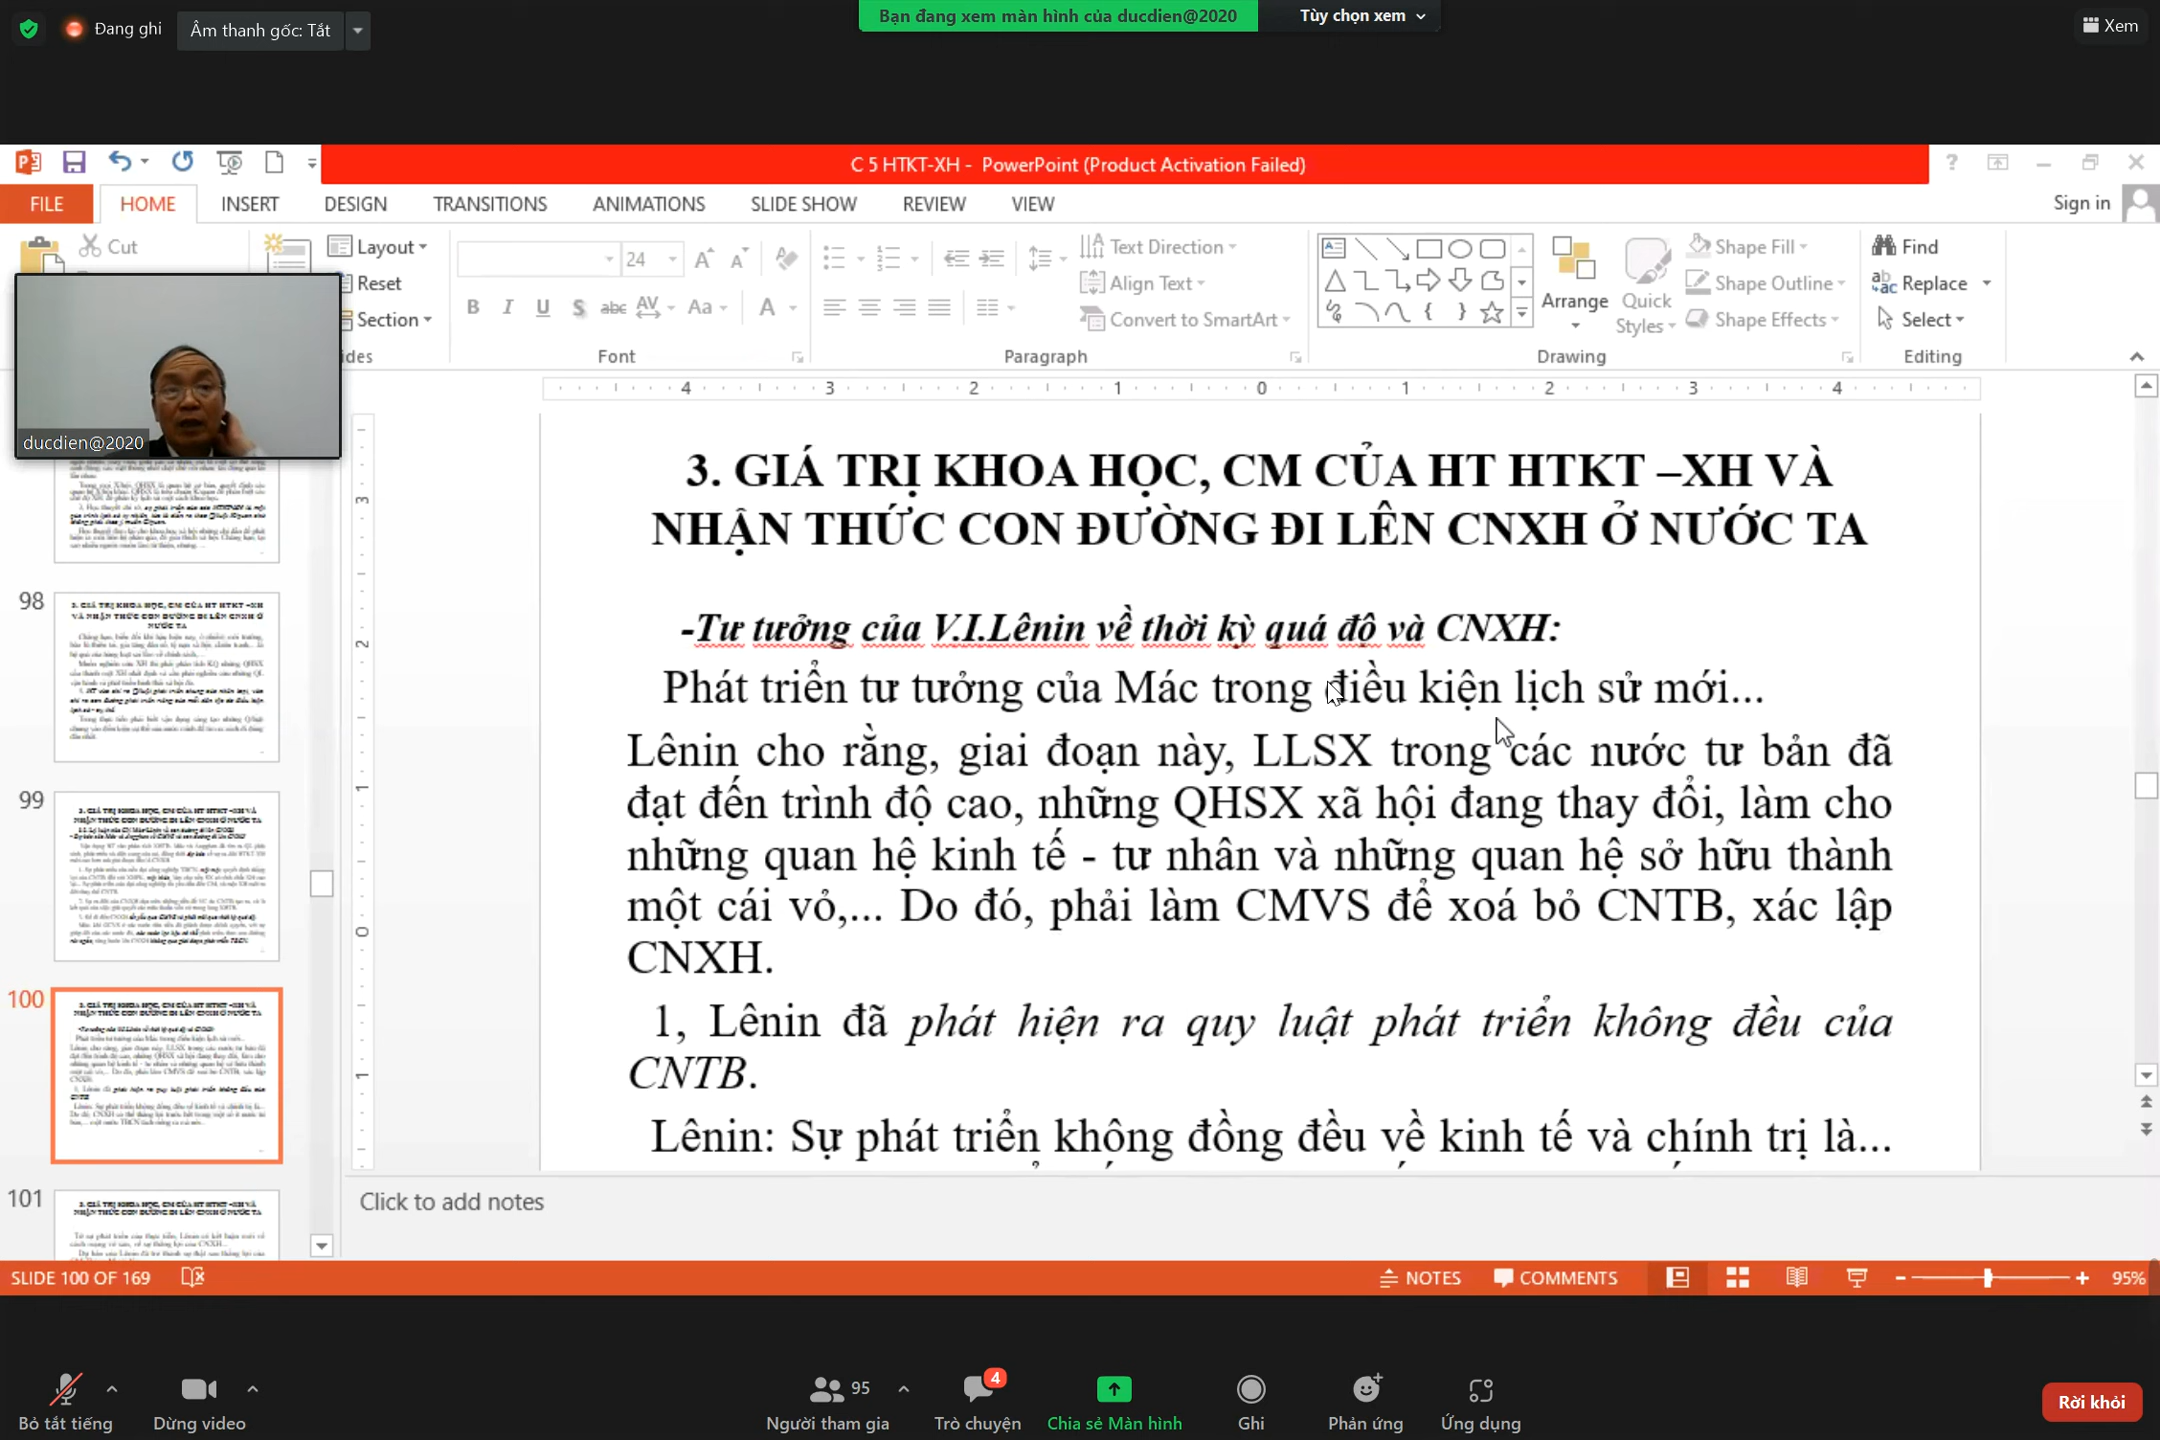 Đang ghi
Âm thanh gốc: Tắt
Bạn đang xem màn hình của ducdien@2020
Tùy chọn xem
Xem
C 5 HTKT-XH - PowerPoint (Product Activation Failed)
FILE HOME INSERT DESIGN TRANSITIONS ANIMATIONS SLIDE SHOW REVIEW VIEW Sign in
Cut
Layout
Reset
Section
24
Font
Text Direction
Align Text
Convert to SmartArt
Paragraph
Arrange
Quick Styles
Shape Fill
Shape Outline
Shape Effects
Drawing
Find
Replace
Select
Editing
ducdien@2020
4 3 2 1 0 1 2 3 4
3. GIÁ TRỊ KHOA HỌC, CM CỦA HT HTKT –XH VÀ
NHẬN THỨC CON ĐƯỜNG ĐI LÊN CNXH Ở NƯỚC TA
-Tư tưởng của V.I.Lênin về thời kỳ quá độ và CNXH:
Phát triển tư tưởng của Mác trong điều kiện lịch sử mới...
Lênin cho rằng, giai đoạn này, LLSX trong các nước tư bản đã
đạt đến trình độ cao, những QHSX xã hội đang thay đổi, làm cho
những quan hệ kinh tế - tư nhân và những quan hệ sở hữu thành
một cái vỏ,... Do đó, phải làm CMVS để xoá bỏ CNTB, xác lập
CNXH.
1, Lênin đã phát hiện ra quy luật phát triển không đều của
CNTB.
Lênin: Sự phát triển không đồng đều về kinh tế và chính trị là...
98
99
100
101
Click to add notes
SLIDE 100 OF 169
NOTES
COMMENTS
95%
Bỏ tắt tiếng
Dừng video
95
Người tham gia
4
Trò chuyện
Chia sẻ Màn hình
Ghi
Phản ứng
Ứng dụng
Rời khỏi